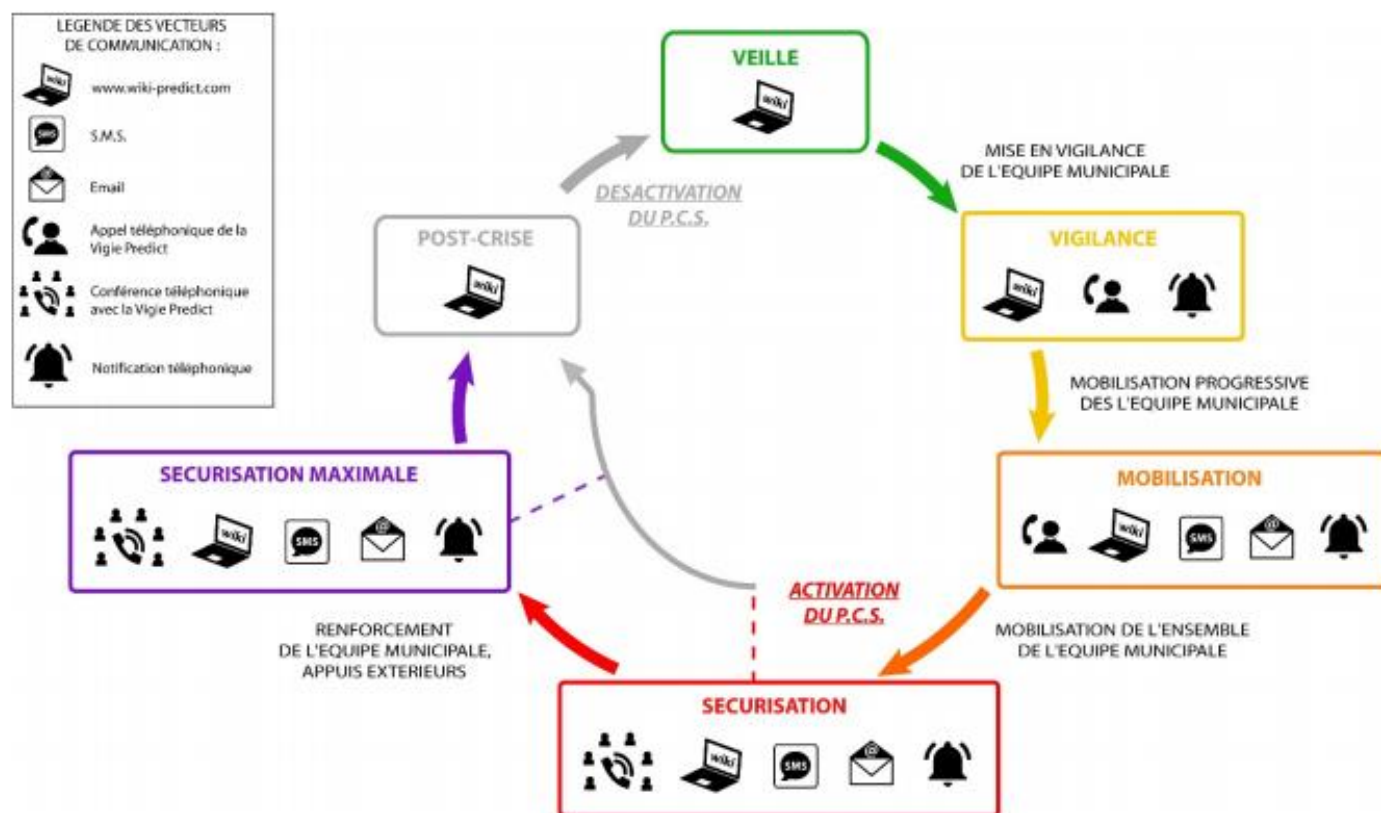 LEGENDE DES VECTEURS
DE COMMUNICATION :
wiki
www.wiki-predict.com
SMS
S.M.S.
@
Email
Appel téléphonique de la
Vigie Predict
Conférence téléphonique
avec la Vigie Predict
Notification téléphonique
VEILLE
wiki
MISE EN VIGILANCE
DE L'EQUIPE MUNICIPALE
DESACTIVATION
DU P.C.S.
POST-CRISE
wiki
VIGILANCE
wiki
MOBILISATION PROGRESSIVE
DES L'EQUIPE MUNICIPALE
SECURISATION MAXIMALE
wiki
SMS
@
MOBILISATION
wiki
SMS
@
ACTIVATION
DU P.C.S.
RENFORCEMENT
DE L'EQUIPE MUNICIPALE,
APPUIS EXTERIEURS
MOBILISATION DE L'ENSEMBLE
DE L'EQUIPE MUNICIPALE
SECURISATION
wiki
SMS
@